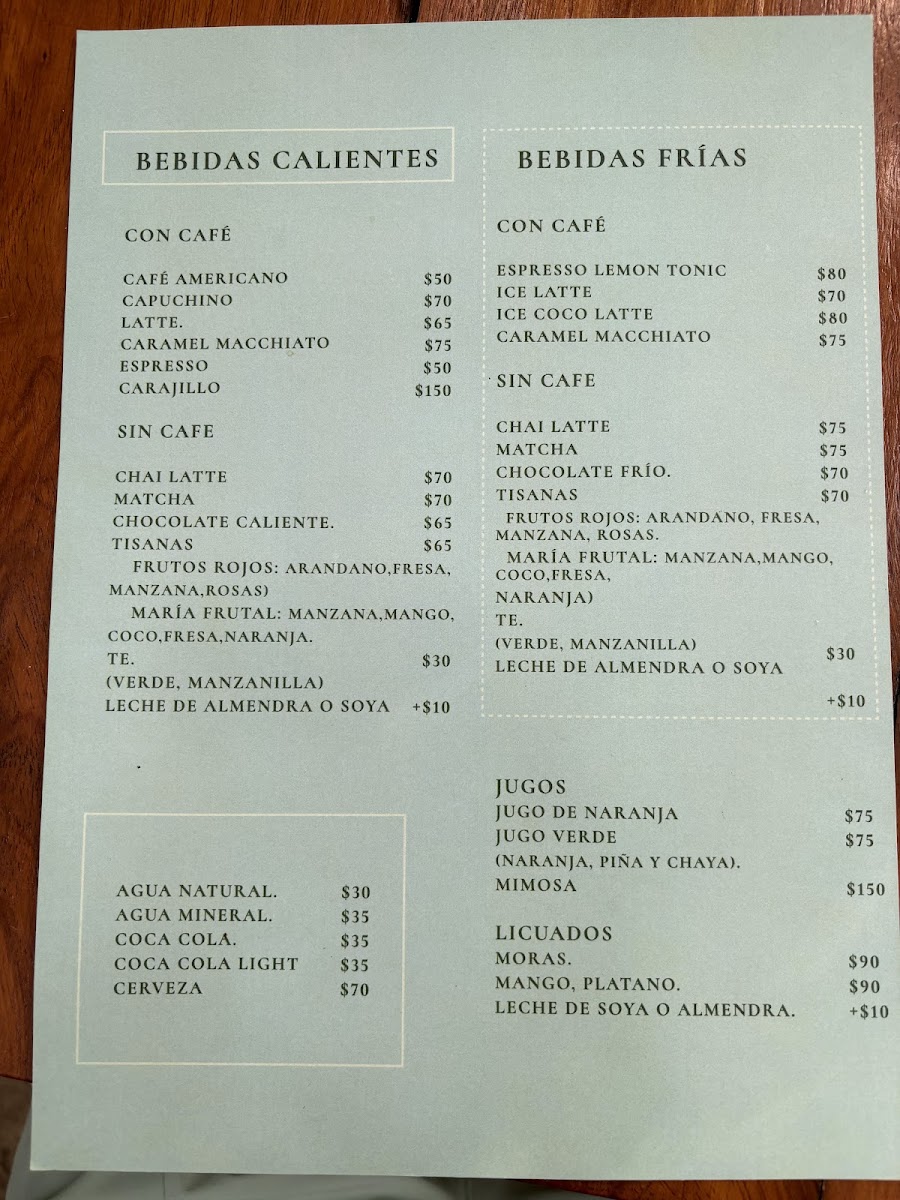 BEBIDAS CALIENTES
CON CAFÉ
CAFÉ AMERICANO $50
CAPUCHINO $70
LATTE. $65
CARAMEL MACCHIATO $75
ESPRESSO $50
CARAJILLO $150
SIN CAFE
CHAI LATTE $70
MATCHA $70
CHOCOLATE CALIENTE. $65
TISANAS $65
FRUTOS ROJOS: ARANDANO,FRESA,
MANZANA,ROSAS)
MARÍA FRUTAL: MANZANA,MANGO,
COCO,FRESA,NARANJA.
TE. $30
(VERDE, MANZANILLA)
LECHE DE ALMENDRA O SOYA +$10
AGUA NATURAL. $30
AGUA MINERAL. $35
COCA COLA. $35
COCA COLA LIGHT $35
CERVEZA $70
BEBIDAS FRÍAS
CON CAFÉ
ESPRESSO LEMON TONIC $80
ICE LATTE $70
ICE COCO LATTE $80
CARAMEL MACCHIATO $75
SIN CAFE
CHAI LATTE $75
MATCHA $75
CHOCOLATE FRÍO. $70
TISANAS $70
FRUTOS ROJOS: ARANDANO, FRESA,
MANZANA, ROSAS.
MARÍA FRUTAL: MANZANA,MANGO,
COCO,FRESA,
NARANJA)
TE.
(VERDE, MANZANILLA) $30
LECHE DE ALMENDRA O SOYA
+$10
JUGOS
JUGO DE NARANJA $75
JUGO VERDE $75
(NARANJA, PIÑA Y CHAYA).
MIMOSA $150
LICUADOS
MORAS. $90
MANGO, PLATANO. $90
LECHE DE SOYA O ALMENDRA. +$10